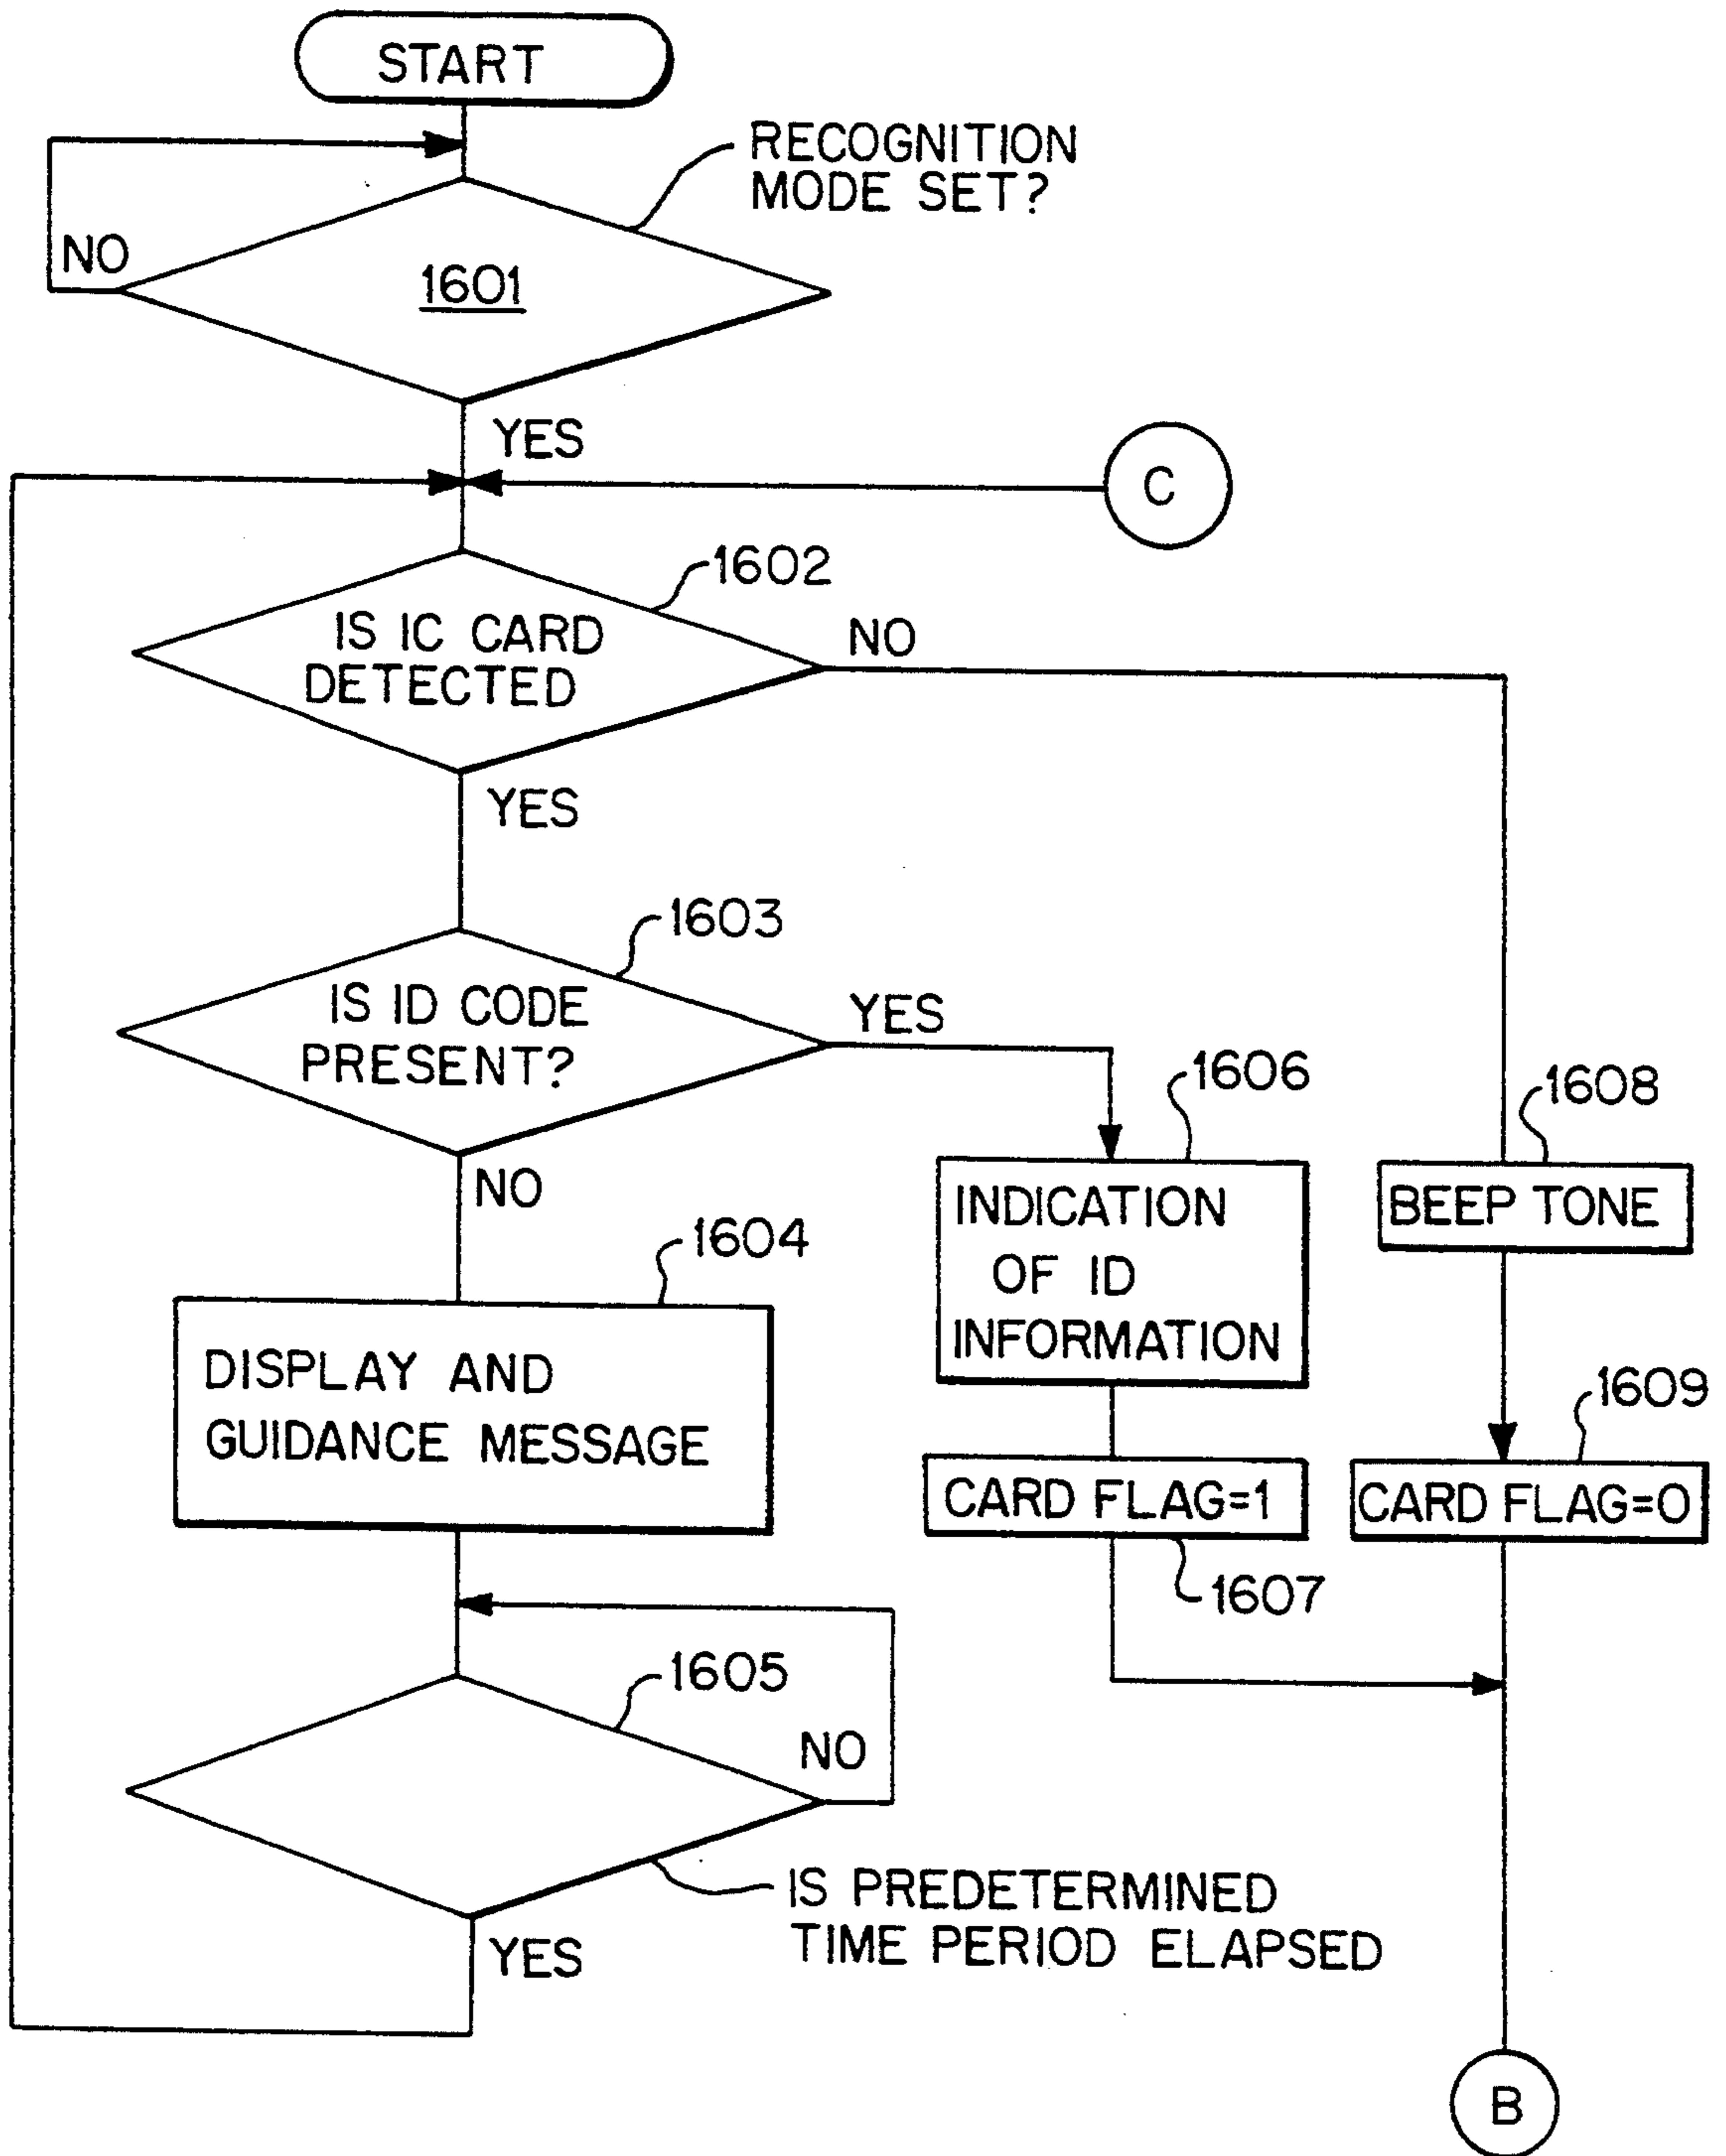 START
RECOGNITION
MODE SET?
NO
1601
YES
C
1602
IS IC CARD
DETECTED
NO
YES
1603
IS ID CODE
PRESENT?
YES
NO
1606
INDICATION
OF ID
INFORMATION
1608
BEEP TONE
1604
DISPLAY AND
GUIDANCE MESSAGE
CARD FLAG=1
1607
1609
CARD FLAG=0
1605
NO
IS PREDETERMINED
TIME PERIOD ELAPSED
YES
B